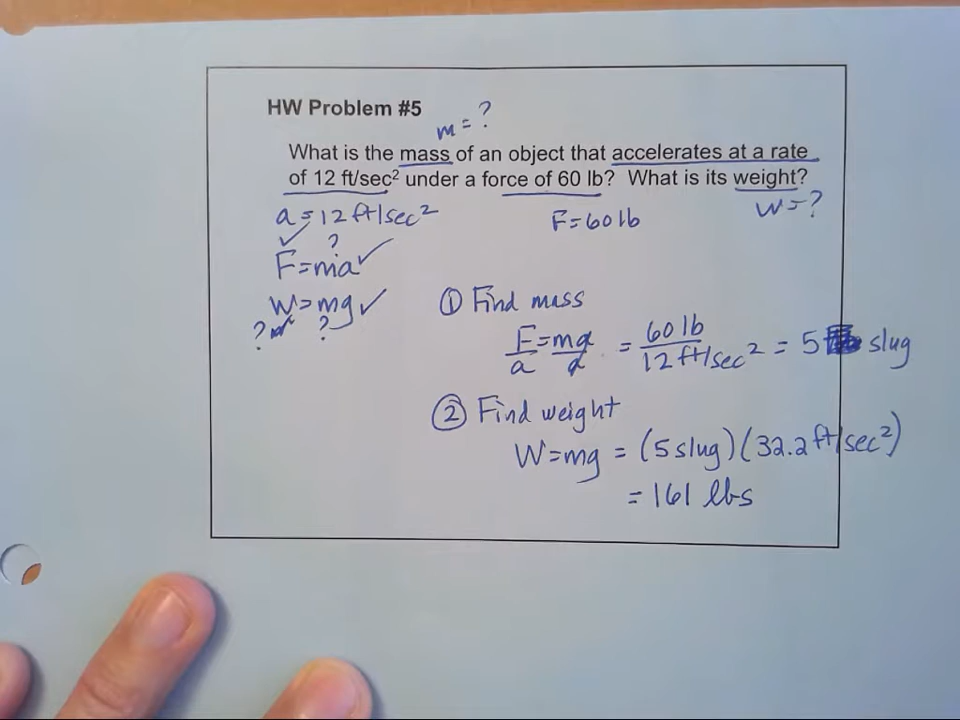 HW Problem #5
m = ?
What is the mass of an object that accelerates at a rate
of 12 ft/sec² under a force of 60 lb? What is its weight?
a = 12 ft/sec²
F = 60 lb
W = ?
?
F = ma
W = mg
? ?
① Find mass
F = ma / a a = 60 lb / 12 ft/sec² = 5 slug
② Find weight
W = mg = (5 slug)(32.2 ft/sec²)
= 161 lbs